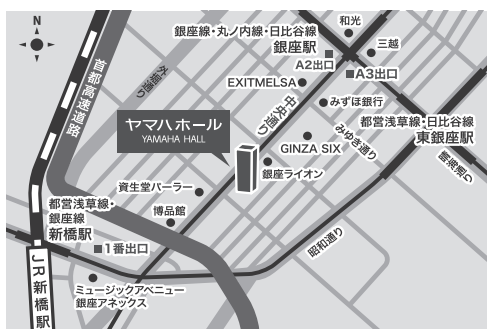 N
銀座線・丸ノ内線・日比谷線
銀座駅
和光
三越
A2出口
A3出口
首都高速道路
外堀通り
EXITMELSA
中央通り
みずほ銀行
都営浅草線・日比谷線
東銀座駅
ヤマハホール
YAMAHA HALL
みゆき通り
GINZA SIX
晴海通り
銀座ライオン
資生堂パーラー
博品館
都営浅草線・
銀座線
新橋駅
1番出口
昭和通り
JR新橋駅
ミュージックアベニュー
銀座アネックス